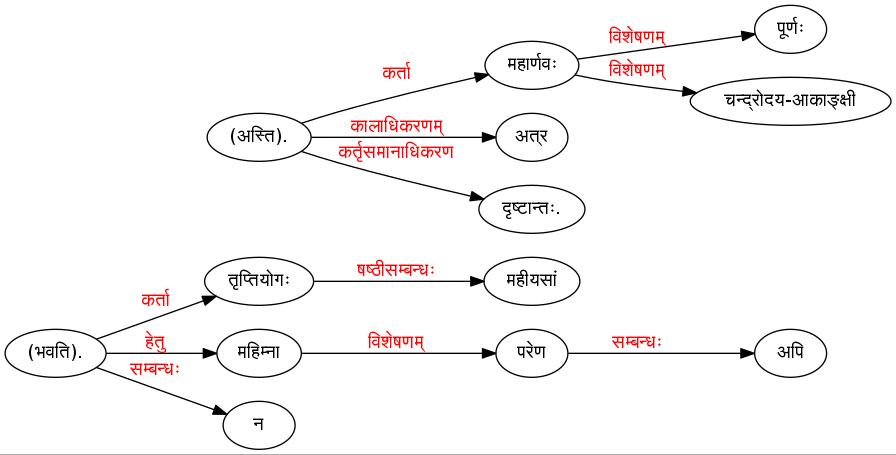 पूर्णः
विशेषणम्
महार्णवः
विशेषणम्
कर्ता
चन्द्रोदय-आकाङ्क्षी
(अस्ति).
कालाधिकरणम्
अत्र
कर्तृसमानाधिकरण
दृष्टान्तः.
तृप्तियोगः
षष्ठीसम्बन्धः
महीयसां
कर्ता
(भवति).
हेतु
महिम्ना
विशेषणम्
परेण
सम्बन्धः
अपि
सम्बन्धः
न